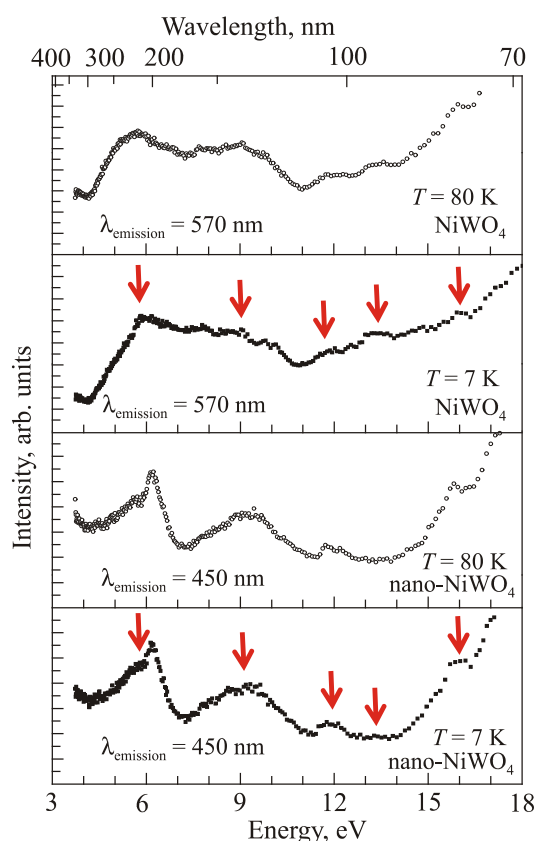 Wavelength, nm
400 300 200 100 70
T = 80 K
NiWO₄
λemission = 570 nm
T = 7 K
NiWO₄
λemission = 570 nm
T = 80 K
nano-NiWO₄
λemission = 450 nm
T = 7 K
nano-NiWO₄
λemission = 450 nm
Intensity, arb. units
3 6 9 12 15 18
Energy, eV